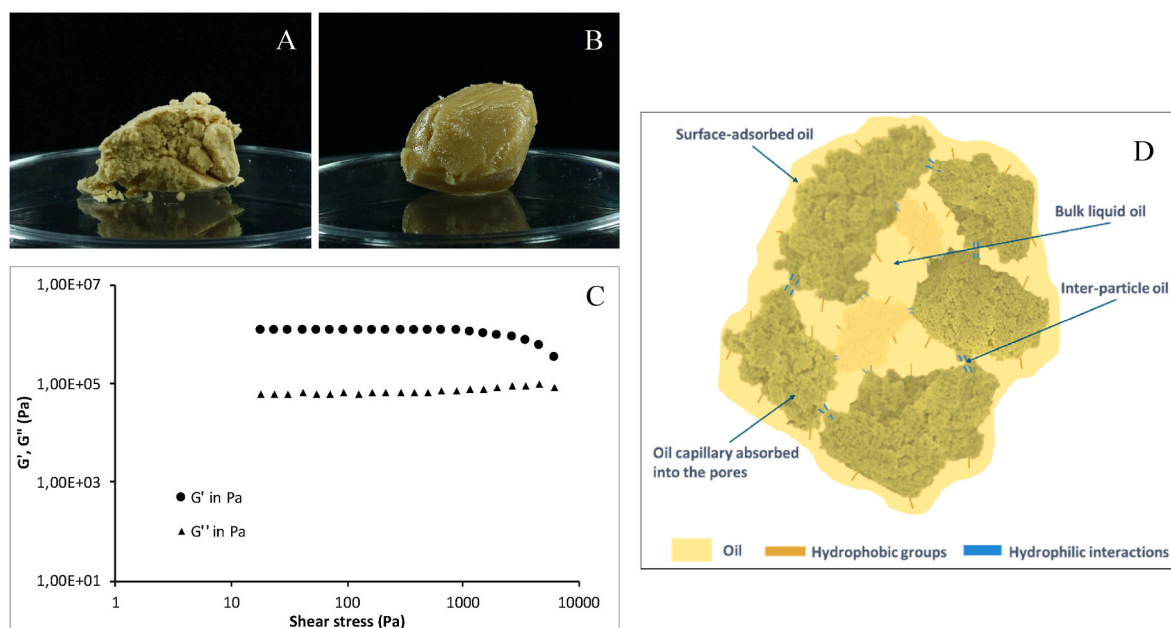 A
B
C
1,00E+07
1,00E+05
1,00E+03
1,00E+01
G', G'' (Pa)
G' in Pa
G'' in Pa
1
10
100
1000
10000
Shear stress (Pa)
D
Surface-adsorbed oil
Bulk liquid oil
Inter-particle oil
Oil capillary absorbed
into the pores
Oil
Hydrophobic groups
Hydrophilic interactions